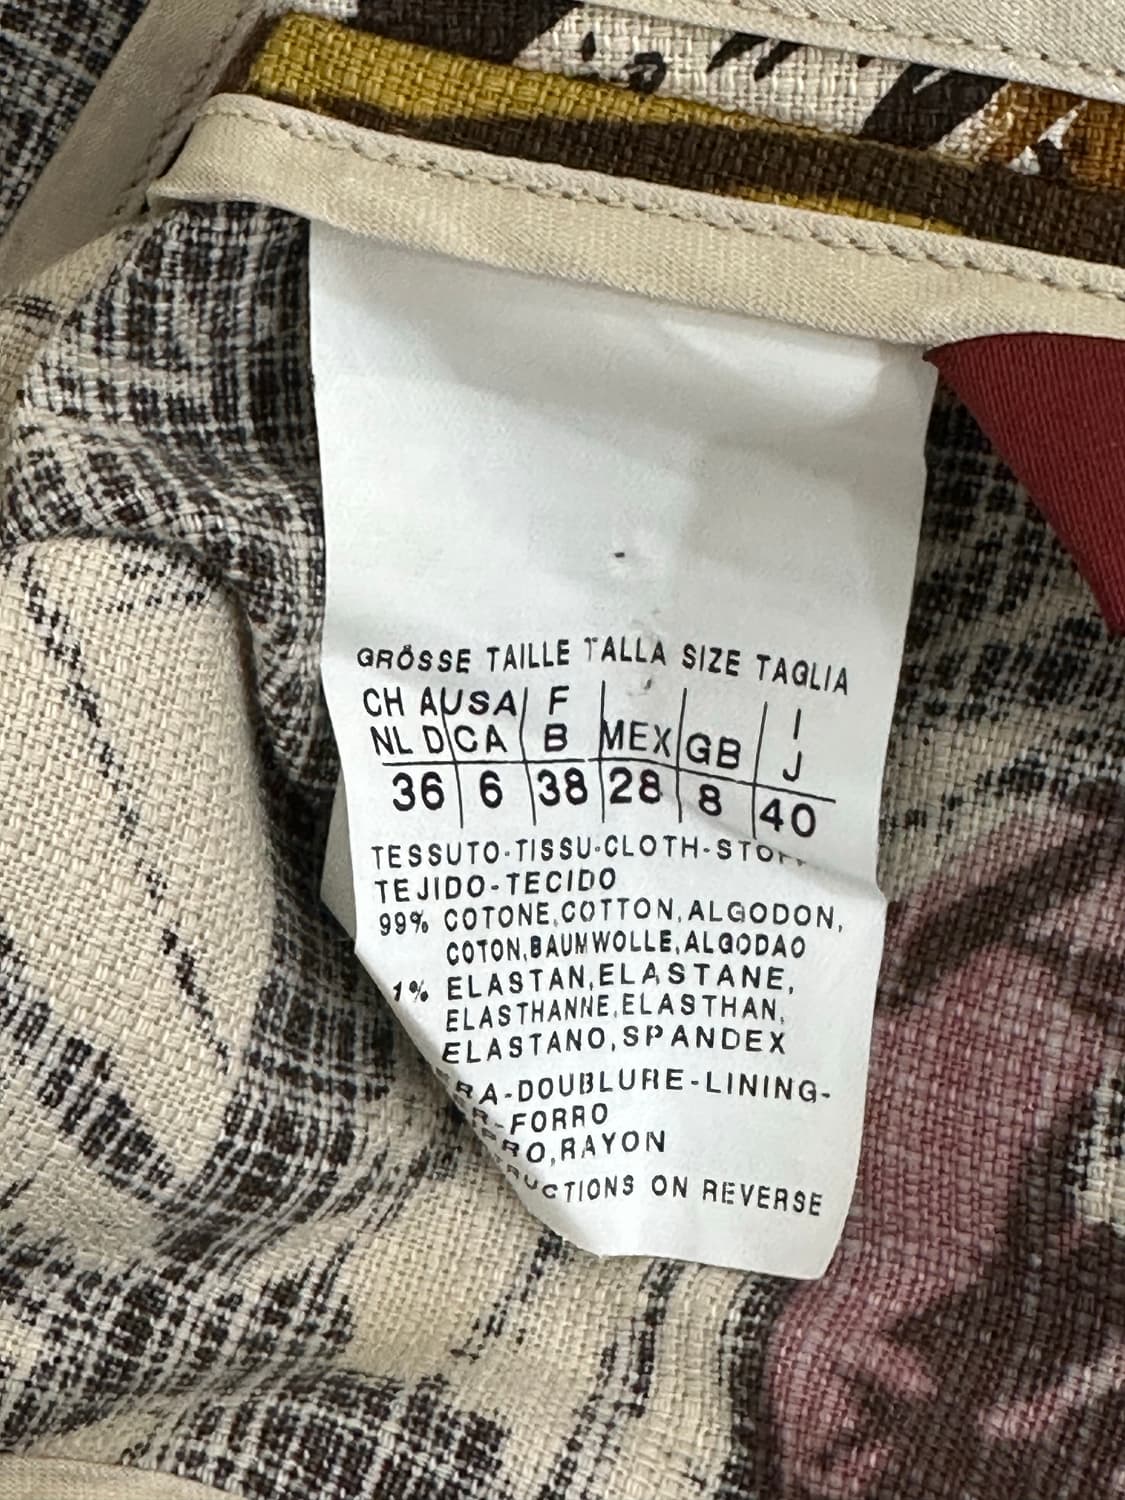 GRÖSSE TAILLE TALLA SIZE TAGLIA
CH A USA F MEX GB I
NL D CA B J
36 6 38 28 8 40
TESSUTO-TISSU-CLOTH-STOFF
TEJIDO-TECIDO
99% COTONE,COTTON,ALGODON,
COTON,BAUMWOLLE,ALGODAO
1% ELASTAN,ELASTANE,
ELASTHANNE,ELASTHAN,
ELASTANO,SPANDEX
-DOUBLURE-LINING-
-FORRO
,RAYON
ON REVERSE